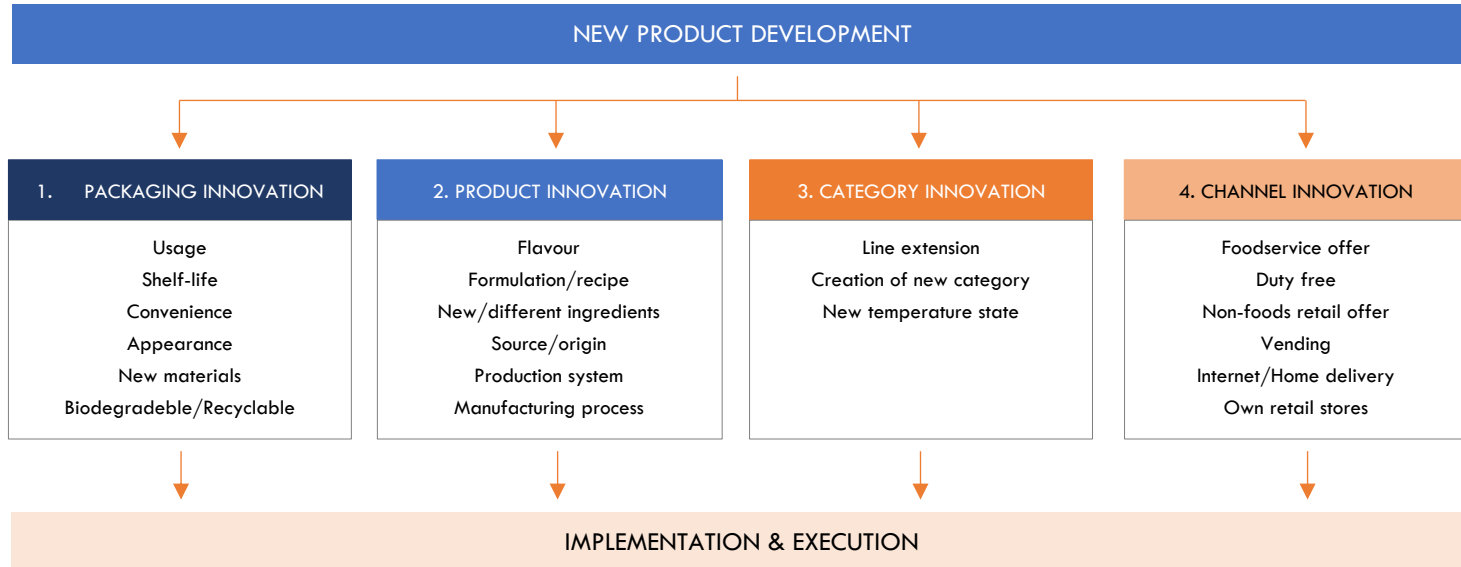 NEW PRODUCT DEVELOPMENT
1. PACKAGING INNOVATION
Usage
Shelf-life
Convenience
Appearance
New materials
Biodegradeble/Recyclable
2. PRODUCT INNOVATION
Flavour
Formulation/recipe
New/different ingredients
Source/origin
Production system
Manufacturing process
3. CATEGORY INNOVATION
Line extension
Creation of new category
New temperature state
4. CHANNEL INNOVATION
Foodservice offer
Duty free
Non-foods retail offer
Vending
Internet/Home delivery
Own retail stores
IMPLEMENTATION & EXECUTION